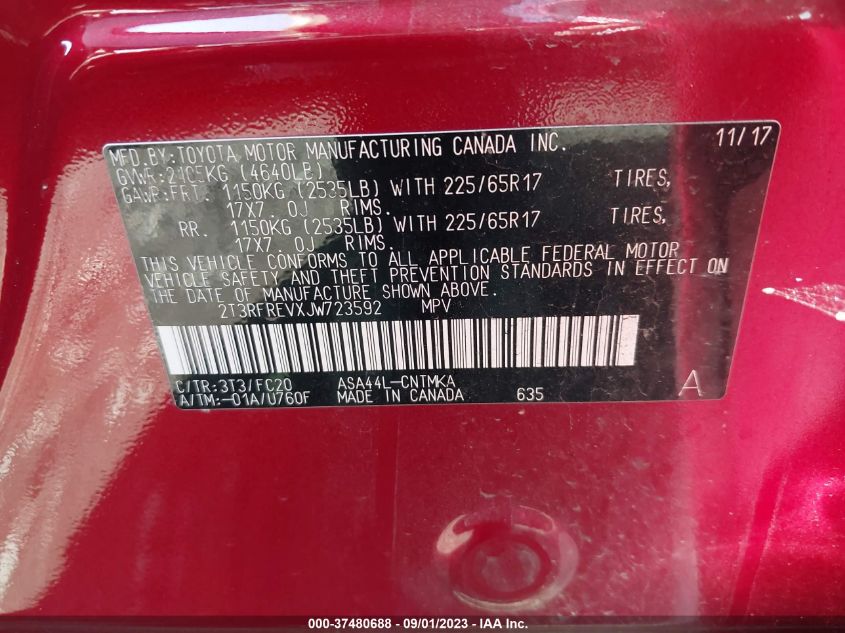 MFD.BY:TOYOTA MOTOR MANUFACTURING CANADA INC. 11/17
GVWR:2105KG (4640LB)
GAWR:FRT. 1150KG (2535LB) WITH 225/65R17 TIRES,
17X7.0J RIMS.
RR. 1150KG (2535LB) WITH 225/65R17 TIRES,
17X7.0J RIMS.
THIS VEHICLE CONFORMS TO ALL APPLICABLE FEDERAL MOTOR
VEHICLE SAFETY AND THEFT PREVENTION STANDARDS IN EFFECT ON
THE DATE OF MANUFACTURE SHOWN ABOVE.
2T3RFREVXJW723592 MPV
C/TR:3T3/FC20 ASA44L-CNTMKA
A/TM:-01A/U760F MADE IN CANADA 635 A
000-37480688 - 09/01/2023 - IAA Inc.